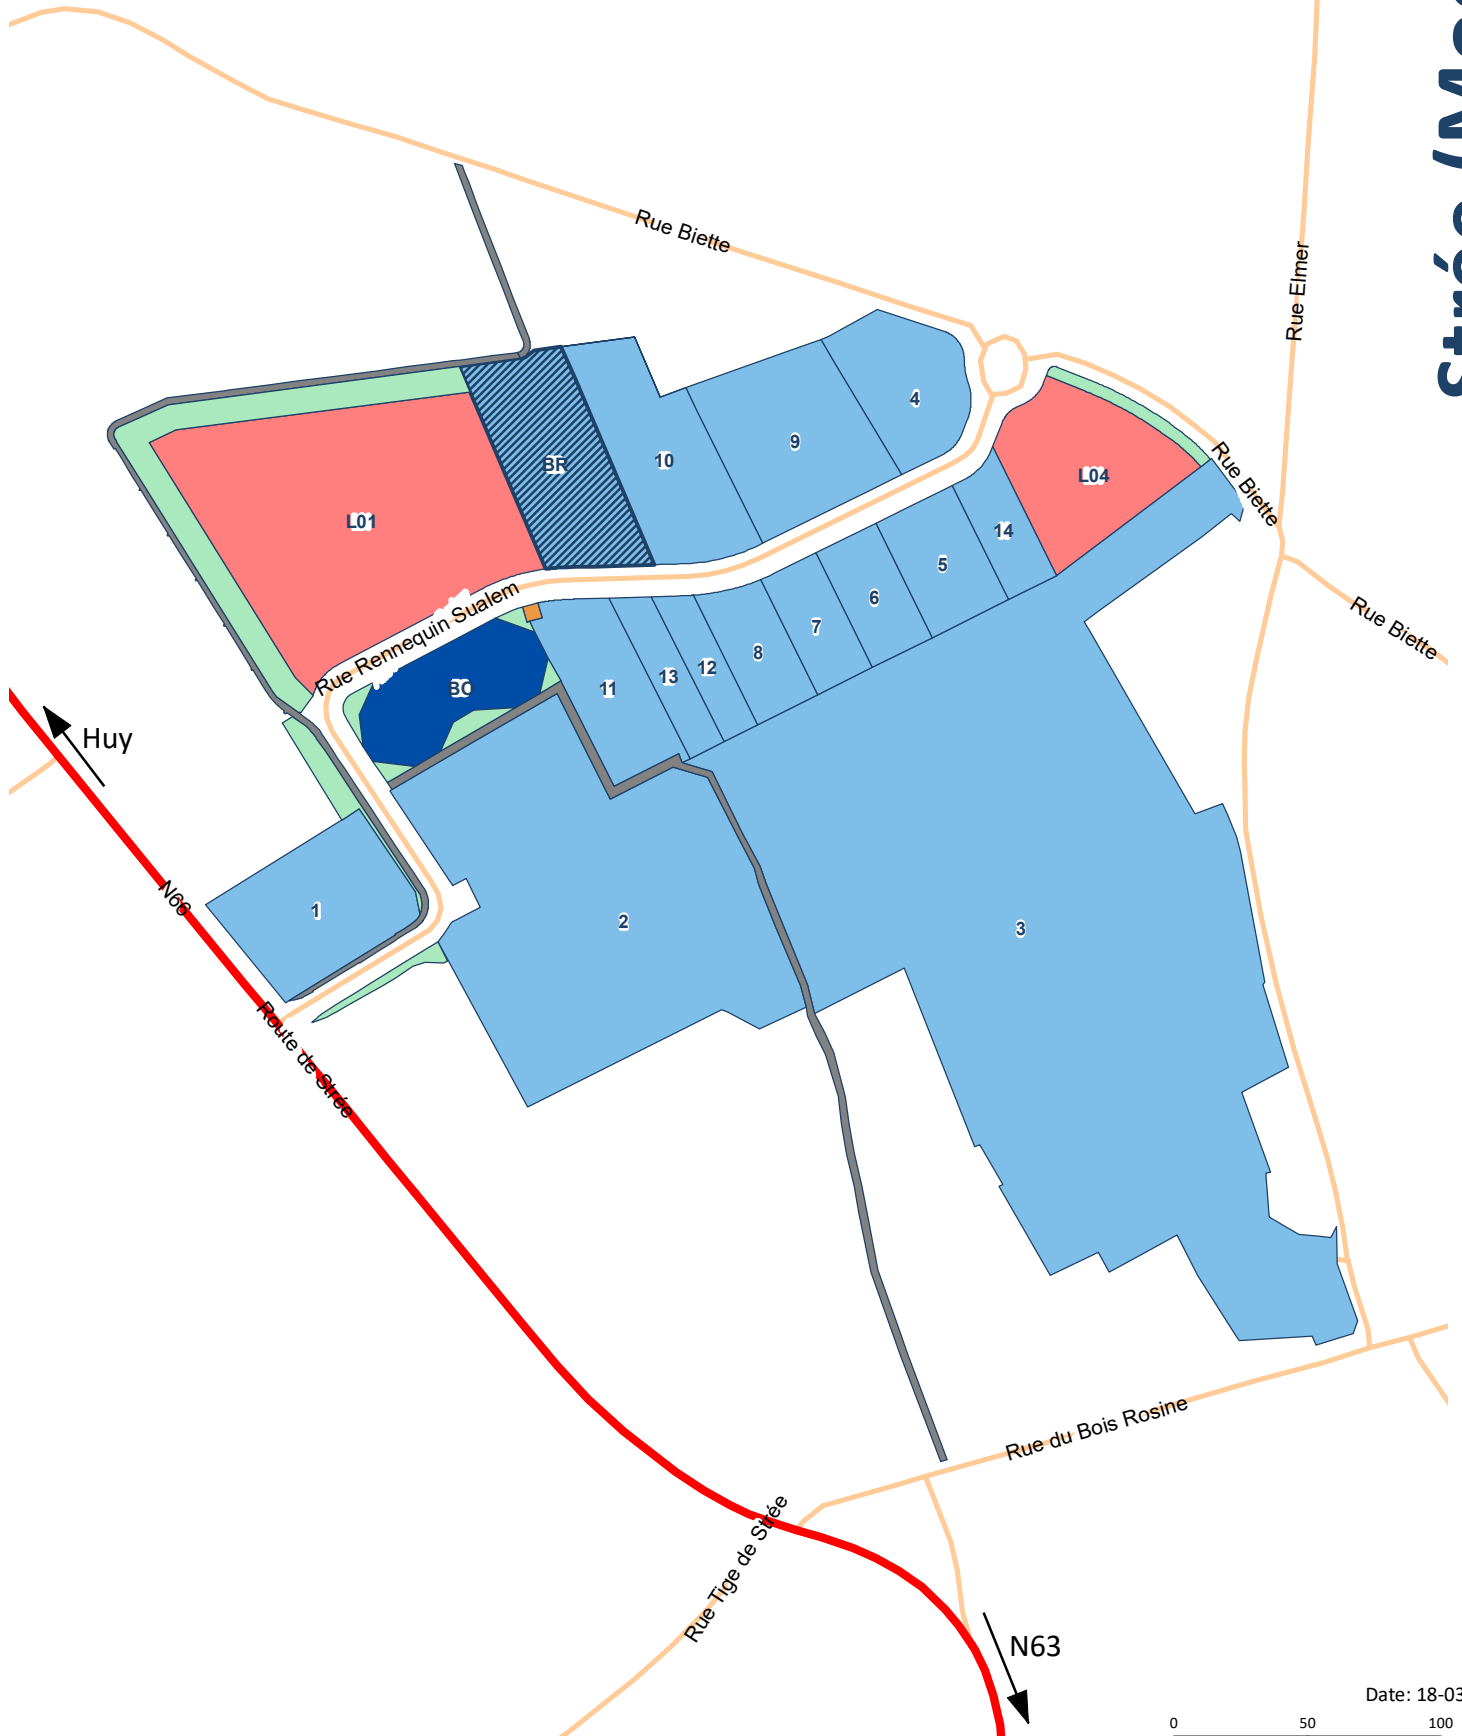 Rue Biette
Rue Elmer
Strée
4
9
10
BR
L04
Rue Biette
L01
14
5
6
Rue Biette
7
8
12
13
11
Rue Rennequin Sualem
BO
Huy
1
2
3
N66
Route de Strée
Rue du Bois Rosine
Rue Tige de Strée
N63
Date: 18-03
0 50 100